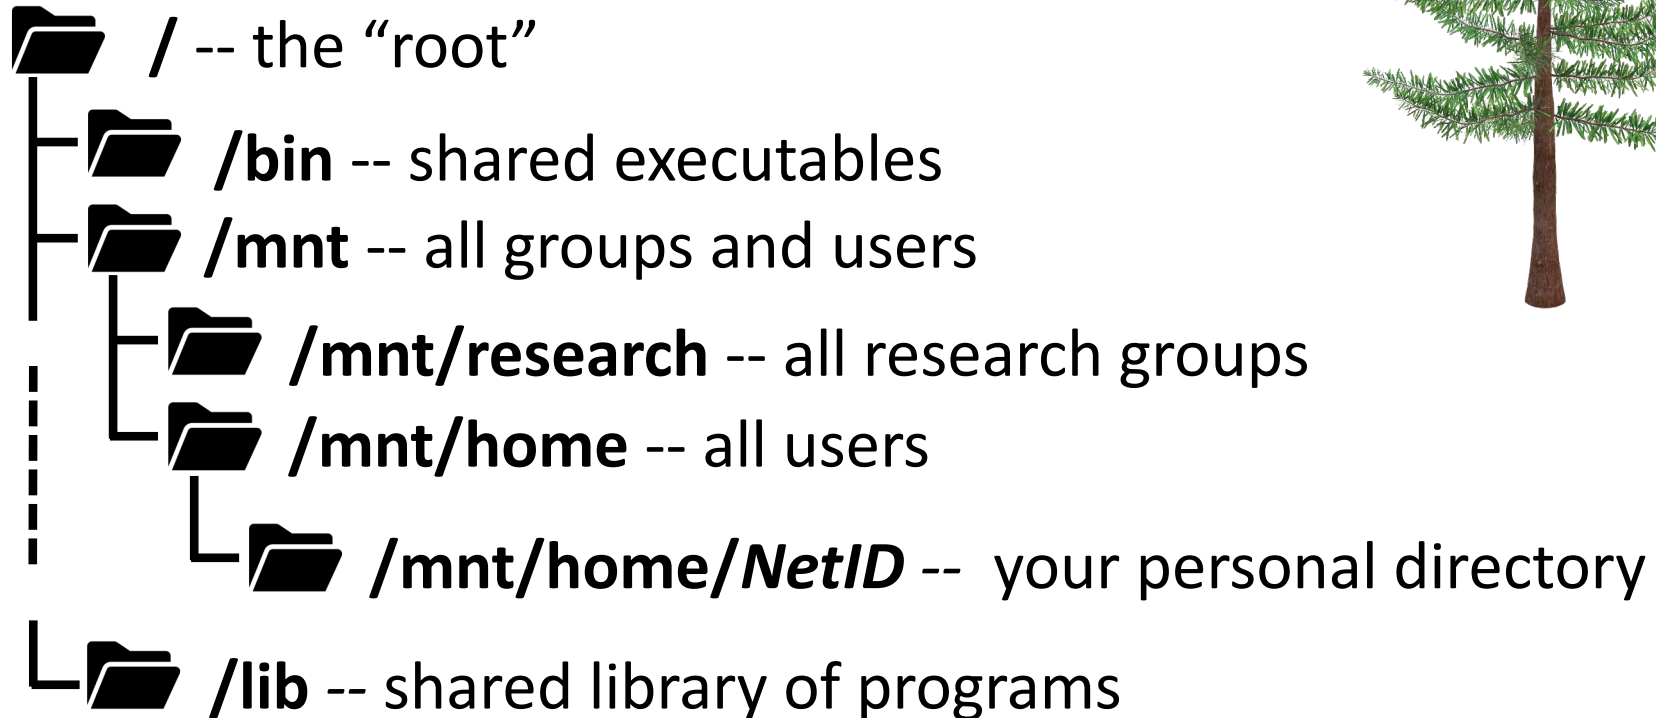 / -- the “root”
/bin -- shared executables
/mnt -- all groups and users
/mnt/research -- all research groups
/mnt/home -- all users
/mnt/home/NetID -- your personal directory
/lib -- shared library of programs